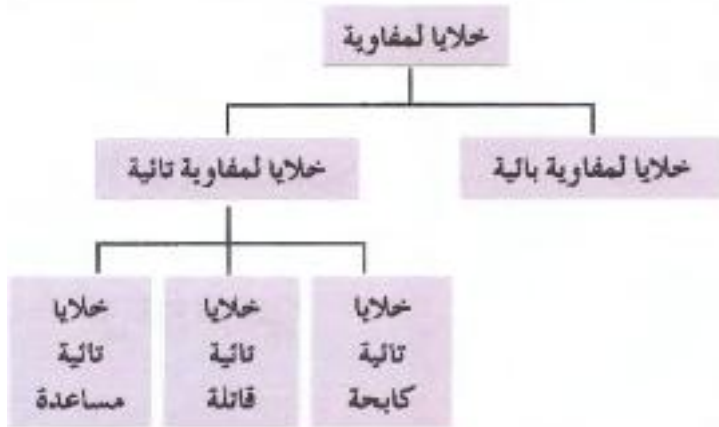 خلايا لمفاوية
خلايا لمفاوية بائية
خلايا لمفاوية تائية
خلايا
تائية
كابحة
خلايا
تائية
قاتلة
خلايا
تائية
مساعدة